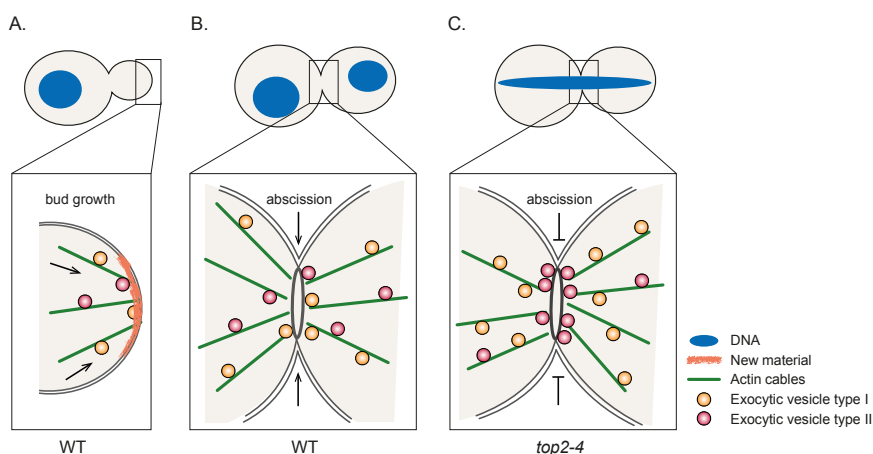 A.
B.
C.
bud growth
abscission
abscission
DNA
New material
Actin cables
Exocytic vesicle type I
Exocytic vesicle type II
WT
WT
top2-4